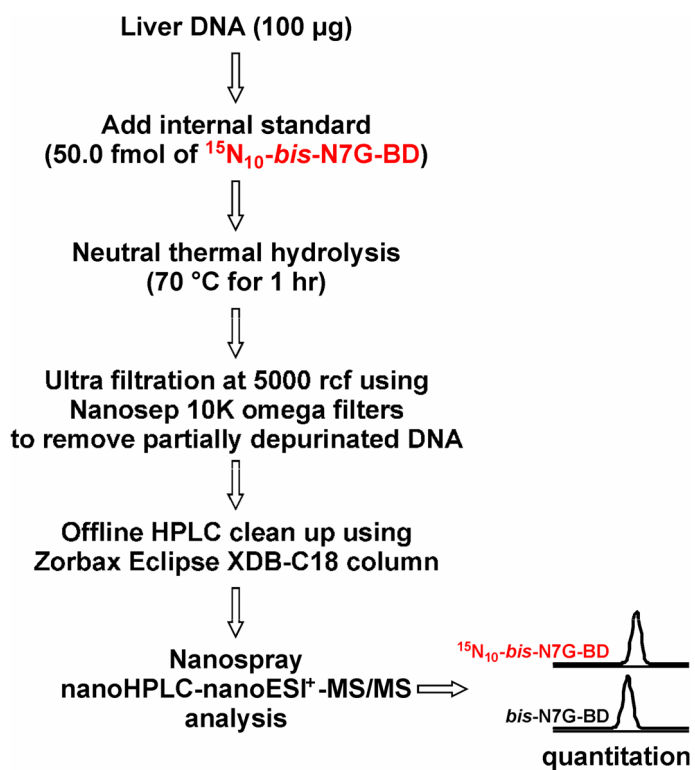 Liver DNA (100 µg)
Add internal standard
(50.0 fmol of ¹⁵N₁₀-bis-N7G-BD)
Neutral thermal hydrolysis
(70 °C for 1 hr)
Ultra filtration at 5000 rcf using
Nanosep 10K omega filters
to remove partially depurinated DNA
Offline HPLC clean up using
Zorbax Eclipse XDB-C18 column
Nanospray
nanoHPLC-nanoESI⁺-MS/MS
analysis
¹⁵N₁₀-bis-N7G-BD
bis-N7G-BD
quantitation